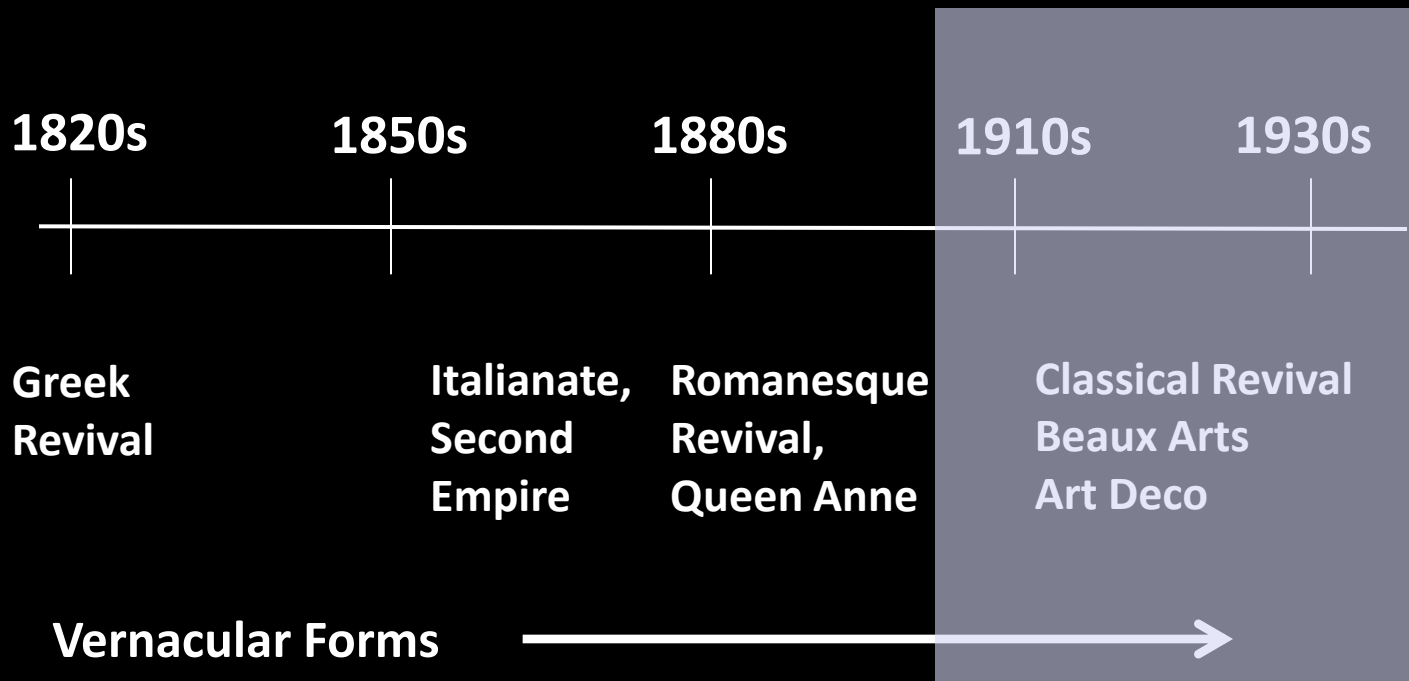 1820s 1850s 1880s 1910s 1930s
Greek
Revival
Italianate,
Second
Empire
Romanesque
Revival,
Queen Anne
Classical Revival
Beaux Arts
Art Deco
Vernacular Forms